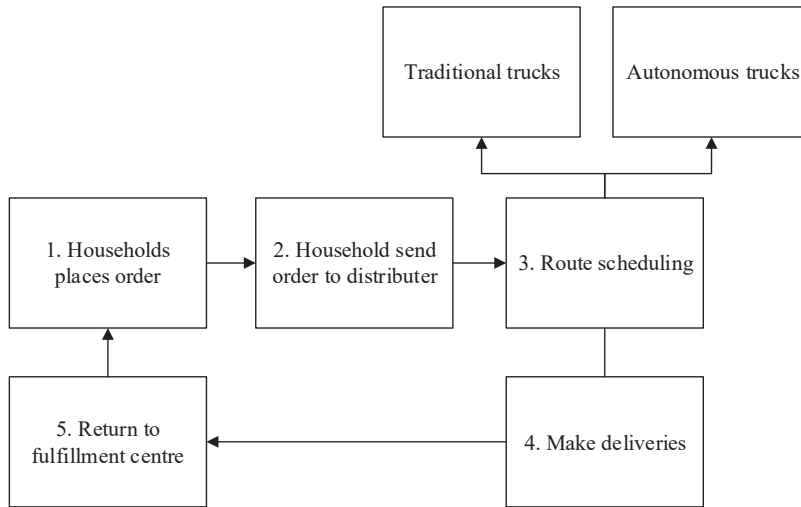 Traditional trucks
Autonomous trucks
1. Households
places order
2. Household send
order to distributer
3. Route scheduling
5. Return to
fulfillment centre
4. Make deliveries